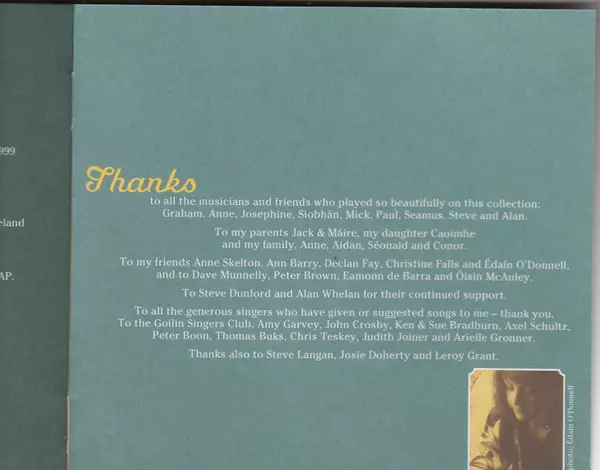 999
eland
AP.
Thanks
to all the musicians and friends who played so beautifully on this collection:
Graham, Anne, Josephine, Siobhán, Mick, Paul, Seamus, Steve and Alan.
To my parents Jack & Máire, my daughter Caoimhe
and my family, Anne, Aidan, Séonaid and Conor.
To my friends Anne Skelton, Ann Barry, Declan Fay, Christine Falls and Édaín O'Donnell,
and to Dave Munnelly, Peter Brown, Eamonn de Barra and Óisín McAuley.
To Steve Dunford and Alan Whelan for their continued support.
To all the generous singers who have given or suggested songs to me – thank you.
To the Goilin Singers Club, Amy Garvey, John Crosby, Ken & Sue Bradburn, Axel Schultz,
Peter Boon, Thomas Buks, Chris Teskey, Judith Joiner and Arielle Gronner.
Thanks also to Steve Langan, Josie Doherty and Leroy Grant.
photo: Édaín O'Donnell